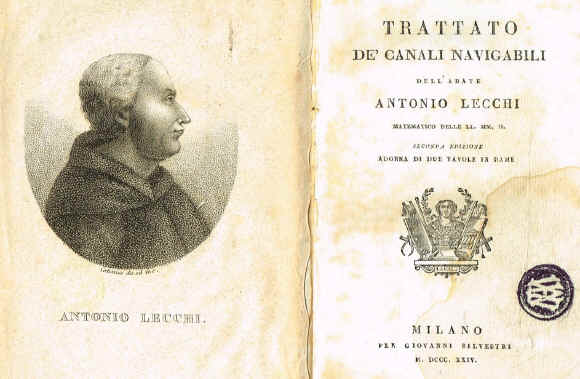 ANTONIO LECCHI.
TRATTATO
DE' CANALI NAVIGABILI
DELL'ABATE
ANTONIO LECCHI
MATEMATICO DELLE LL. MM. II.
SECONDA EDIZIONE
ADORNA DI DUE TAVOLE IN RAME
MILANO
PER GIOVANNI SILVESTRI
M. DCCC. XXIV.